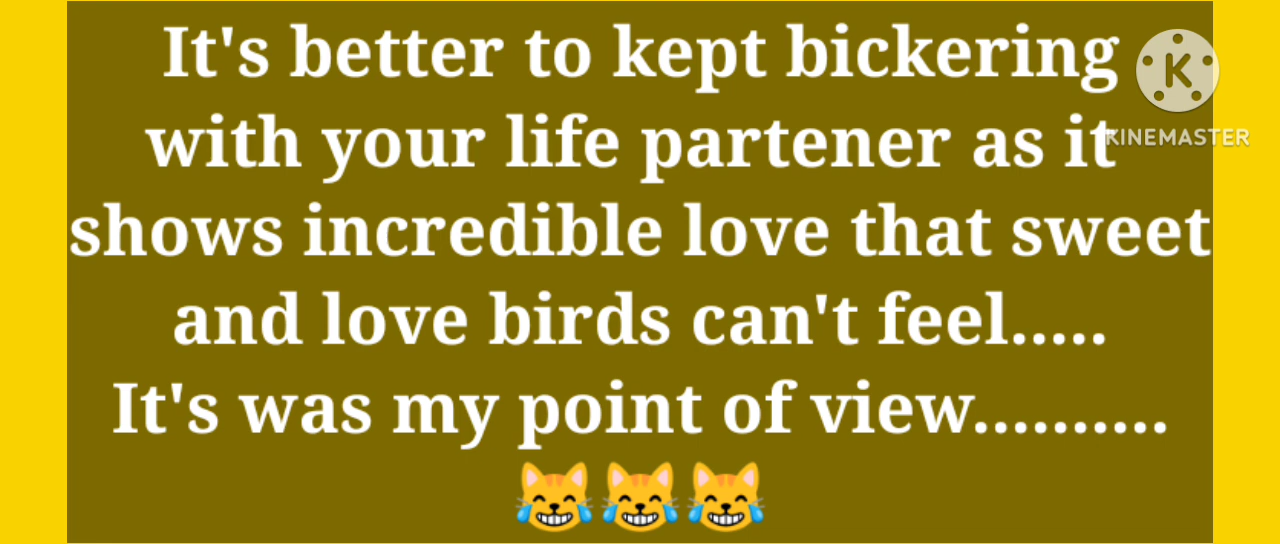 It's better to kept bickering
with your life partener as it
shows incredible love that sweet
and love birds can't feel.....
It's was my point of view..........
😹😹😹
K
KINEMASTER